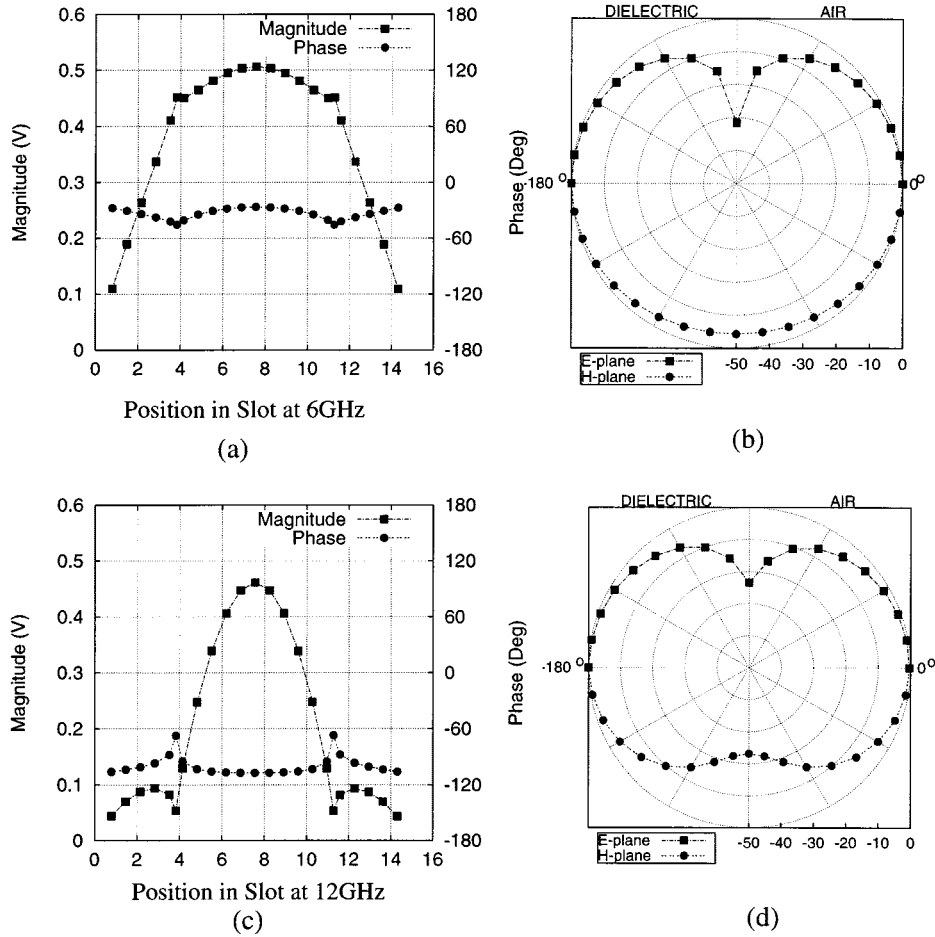 0.6
0.5
0.4
0.3
0.2
0.1
0
Magnitude (V)
Magnitude
Phase
180
120
60
0
-60
-120
-180
Phase (Deg)
0 2 4 6 8 10 12 14 16
Position in Slot at 6GHz
(a)
DIELECTRIC AIR
-180 o
0 o
E-plane
H-plane
-50 -40 -30 -20 -10 0
(b)
0.6
0.5
0.4
0.3
0.2
0.1
0
Magnitude (V)
Magnitude
Phase
180
120
60
0
-60
-120
-180
Phase (Deg)
0 2 4 6 8 10 12 14 16
Position in Slot at 12GHz
(c)
DIELECTRIC AIR
-180 o
0 o
E-plane
H-plane
-50 -40 -30 -20 -10 0
(d)